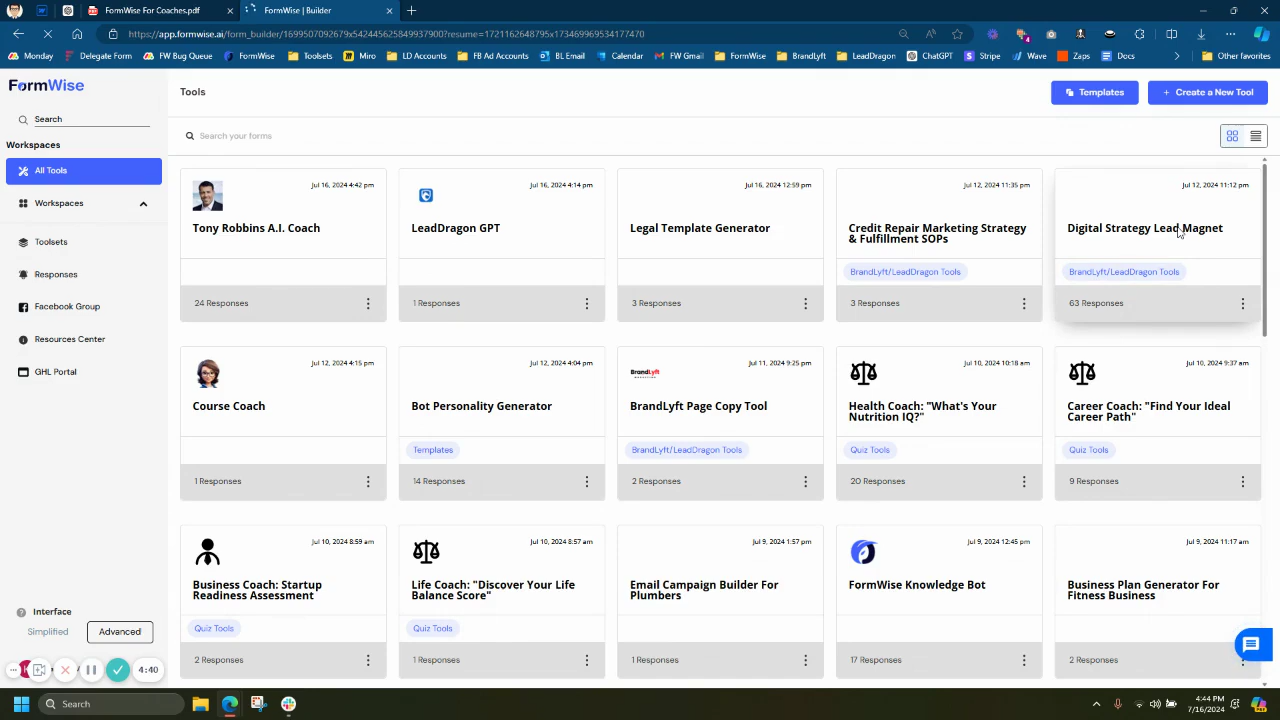 FormWise For Coaches.pdf
FormWise | Builder
https://app.formwise.ai/form_builder/1699507092679x542445625849937900?resume=1721162648795x173469969534177470
Monday
Delegate Form
FW Bug Queue
FormWise
Toolsets
Miro
LD Accounts
FB Ad Accounts
BL Email
Calendar
FW Gmail
FormWise
BrandLyft
LeadDragon
ChatGPT
Stripe
Wave
Zaps
Docs
Other favorites
FormWise
Search
Workspaces
All Tools
Workspaces
Toolsets
Responses
Facebook Group
Resources Center
GHL Portal
Interface
Simplified
Advanced
4:40
Tools
Templates
+ Create a New Tool
Search your forms
Jul 16, 2024 4:42 pm
Tony Robbins A.I. Coach
24 Responses
Jul 16, 2024 4:14 pm
LeadDragon GPT
1 Responses
Jul 16, 2024 12:59 pm
Legal Template Generator
3 Responses
Jul 12, 2024 11:35 pm
Credit Repair Marketing Strategy
& Fulfillment SOPs
BrandLyft/LeadDragon Tools
3 Responses
Jul 12, 2024 11:12 pm
Digital Strategy Lead Magnet
BrandLyft/LeadDragon Tools
63 Responses
Jul 12, 2024 4:15 pm
Course Coach
1 Responses
Jul 12, 2024 4:04 pm
Bot Personality Generator
Templates
14 Responses
BrandLyft
Jul 11, 2024 9:25 pm
BrandLyft Page Copy Tool
BrandLyft/LeadDragon Tools
2 Responses
Jul 10, 2024 10:18 am
Health Coach: "What's Your
Nutrition IQ?"
Quiz Tools
20 Responses
Jul 10, 2024 9:37 am
Career Coach: "Find Your Ideal
Career Path"
Quiz Tools
9 Responses
Jul 10, 2024 8:59 am
Business Coach: Startup
Readiness Assessment
Quiz Tools
2 Responses
Jul 10, 2024 8:57 am
Life Coach: "Discover Your Life
Balance Score"
Quiz Tools
1 Responses
Jul 9, 2024 1:57 pm
Email Campaign Builder For
Plumbers
1 Responses
Jul 9, 2024 12:45 pm
FormWise Knowledge Bot
17 Responses
Jul 9, 2024 11:17 am
Business Plan Generator For
Fitness Business
2 Responses
Search
4:44 PM
7/16/2024